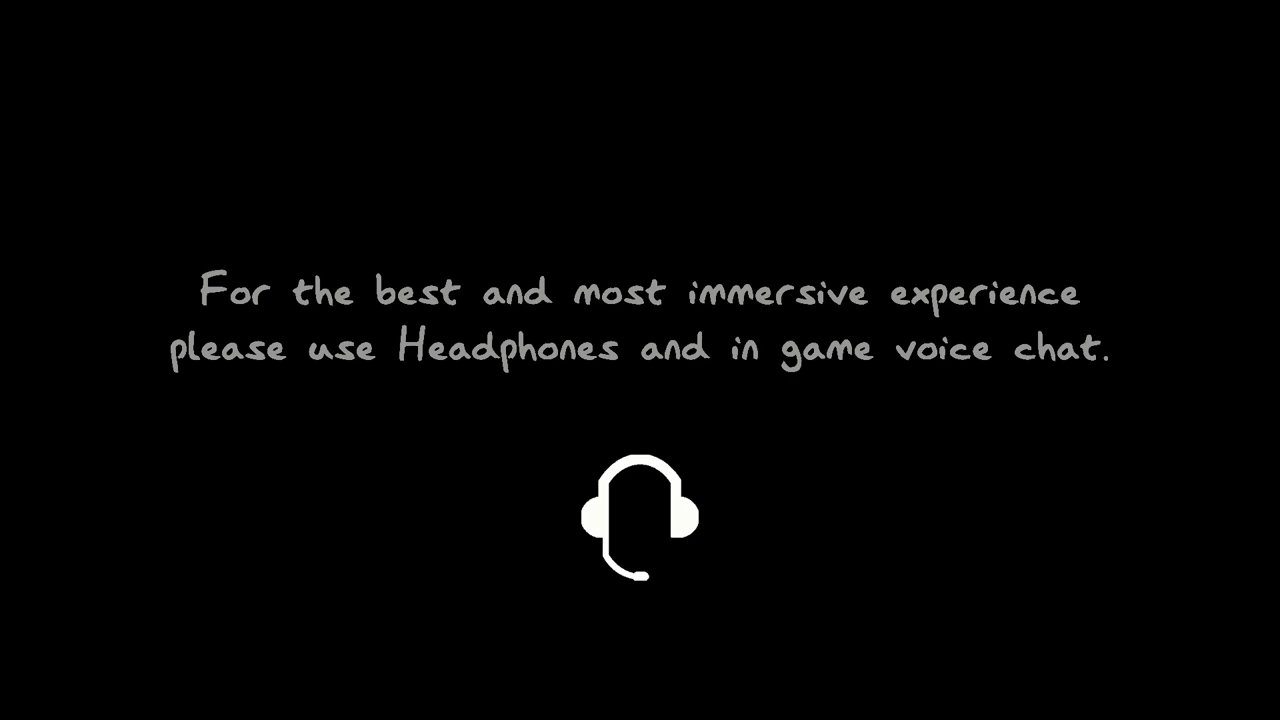 For the best and most immersive experience
please use Headphones and in game voice chat.